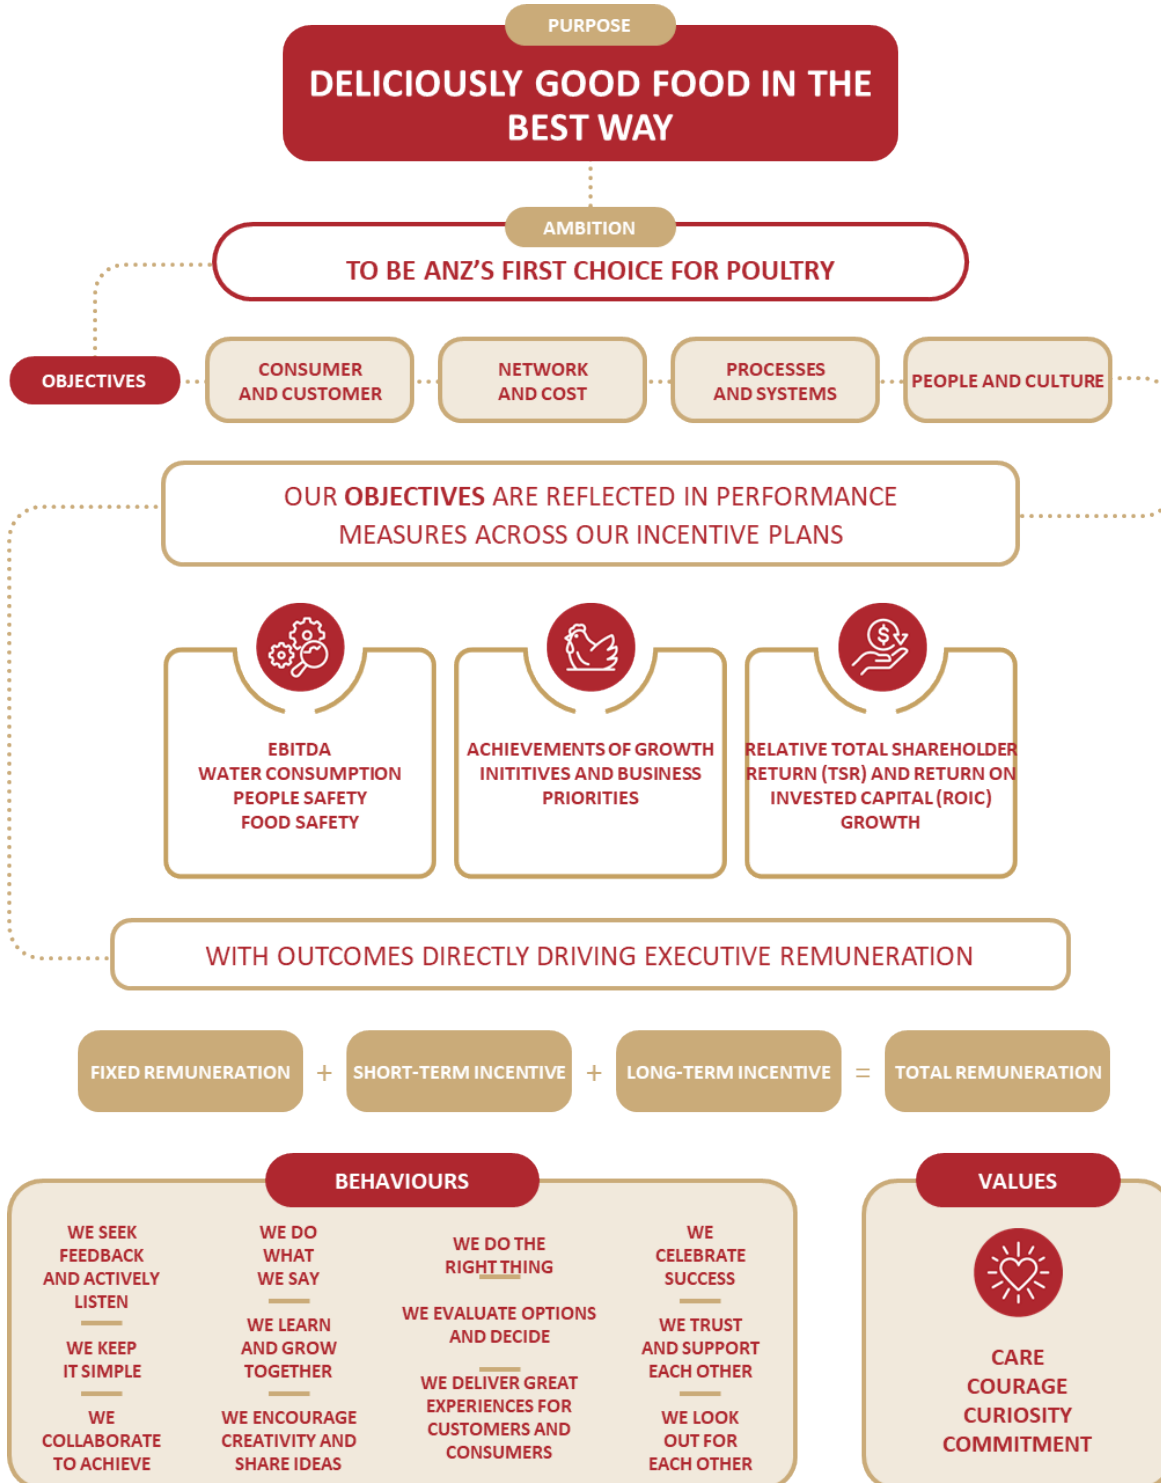 PURPOSE
DELICIOUSLY GOOD FOOD IN THE
BEST WAY
AMBITION
TO BE ANZ'S FIRST CHOICE FOR POULTRY
OBJECTIVES
CONSUMER
AND CUSTOMER
NETWORK
AND COST
PROCESSES
AND SYSTEMS
PEOPLE AND CULTURE
OUR OBJECTIVES ARE REFLECTED IN PERFORMANCE
MEASURES ACROSS OUR INCENTIVE PLANS
EBITDA
WATER CONSUMPTION
PEOPLE SAFETY
FOOD SAFETY
ACHIEVEMENTS OF GROWTH
INITITIVES AND BUSINESS
PRIORITIES
RELATIVE TOTAL SHAREHOLDER
RETURN (TSR) AND RETURN ON
INVESTED CAPITAL (ROIC)
GROWTH
WITH OUTCOMES DIRECTLY DRIVING EXECUTIVE REMUNERATION
FIXED REMUNERATION + SHORT-TERM INCENTIVE + LONG-TERM INCENTIVE = TOTAL REMUNERATION
BEHAVIOURS
WE SEEK
FEEDBACK
AND ACTIVELY
LISTEN
WE KEEP
IT SIMPLE
WE
COLLABORATE
TO ACHIEVE
WE DO
WHAT
WE SAY
WE LEARN
AND GROW
TOGETHER
WE ENCOURAGE
CREATIVITY AND
SHARE IDEAS
WE DO THE
RIGHT THING
WE EVALUATE OPTIONS
AND DECIDE
WE DELIVER GREAT
EXPERIENCES FOR
CUSTOMERS AND
CONSUMERS
WE
CELEBRATE
SUCCESS
WE TRUST
AND SUPPORT
EACH OTHER
WE LOOK
OUT FOR
EACH OTHER
VALUES
CARE
COURAGE
CURIOSITY
COMMITMENT